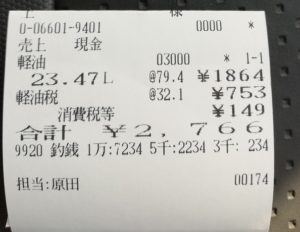 様
0-06601-9401 0000 *
売上 現金
軽油 03000 * 1-1
23.47L @79.4 ¥1864
軽油税 @32.1 ¥753
消費税等 ¥149
合計 ¥2,766
9920 釣銭 1万:7234 5千:2234 3千: 234
担当:原田 00174